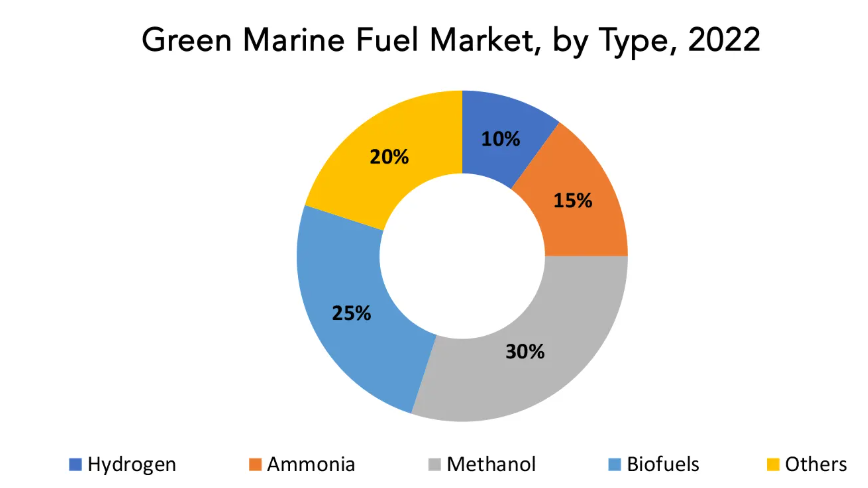 Green Marine Fuel Market, by Type, 2022
10%
15%
30%
25%
20%
Hydrogen Ammonia Methanol Biofuels Others